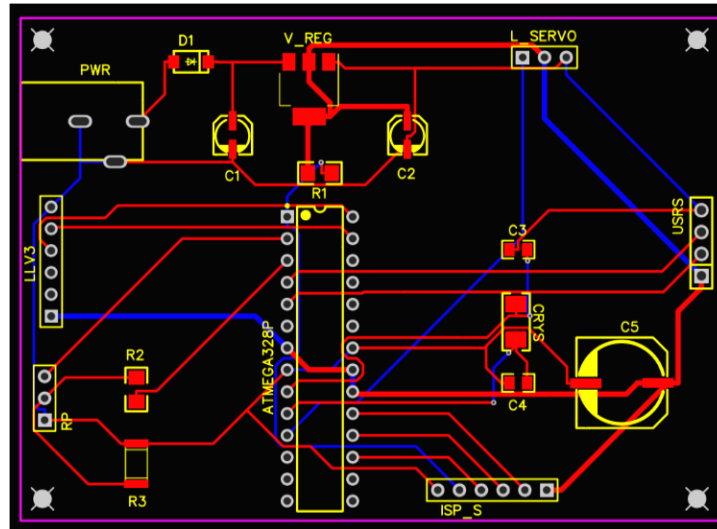 D1
V_REG
L_SERVO
PWR
C1
C2
R1
USRS
C3
LLV3
CRYS
ATMEGA328P
C5
R2
RP
C4
R3
ISP_S